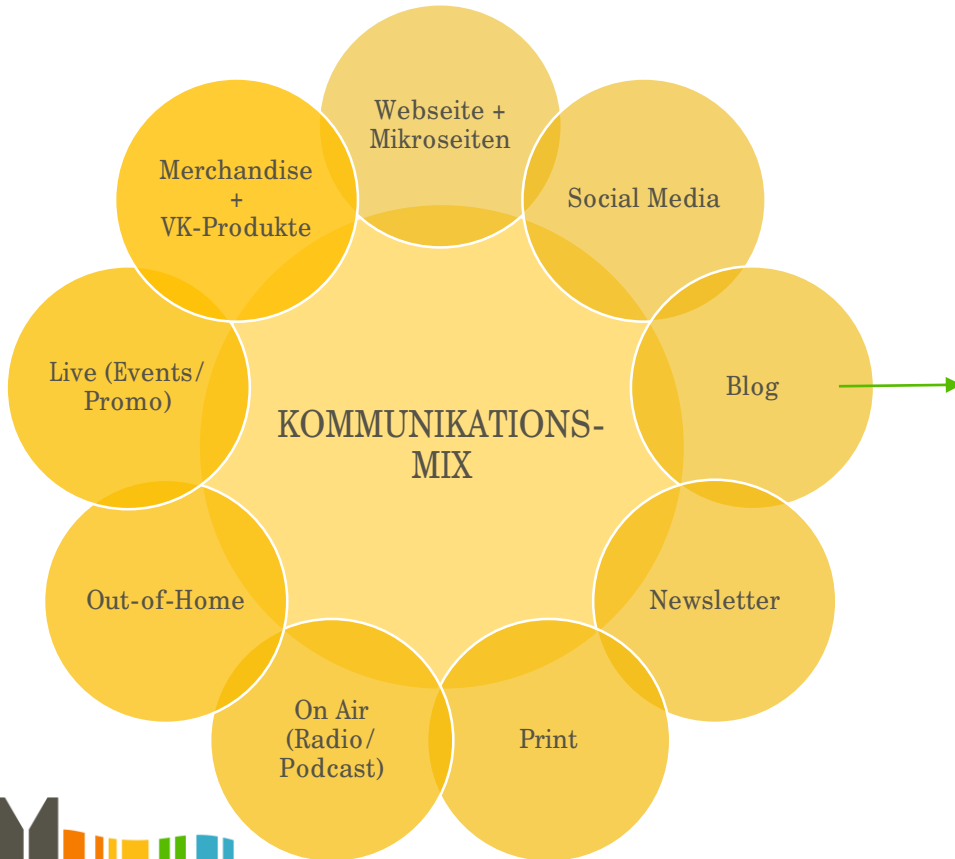 Webseite +
Mikroseiten
Social Media
Blog
Newsletter
Print
On Air
(Radio/
Podcast)
Out-of-Home
Live (Events/
Promo)
Merchandise
+
VK-Produkte
KOMMUNIKATIONS-
MIX